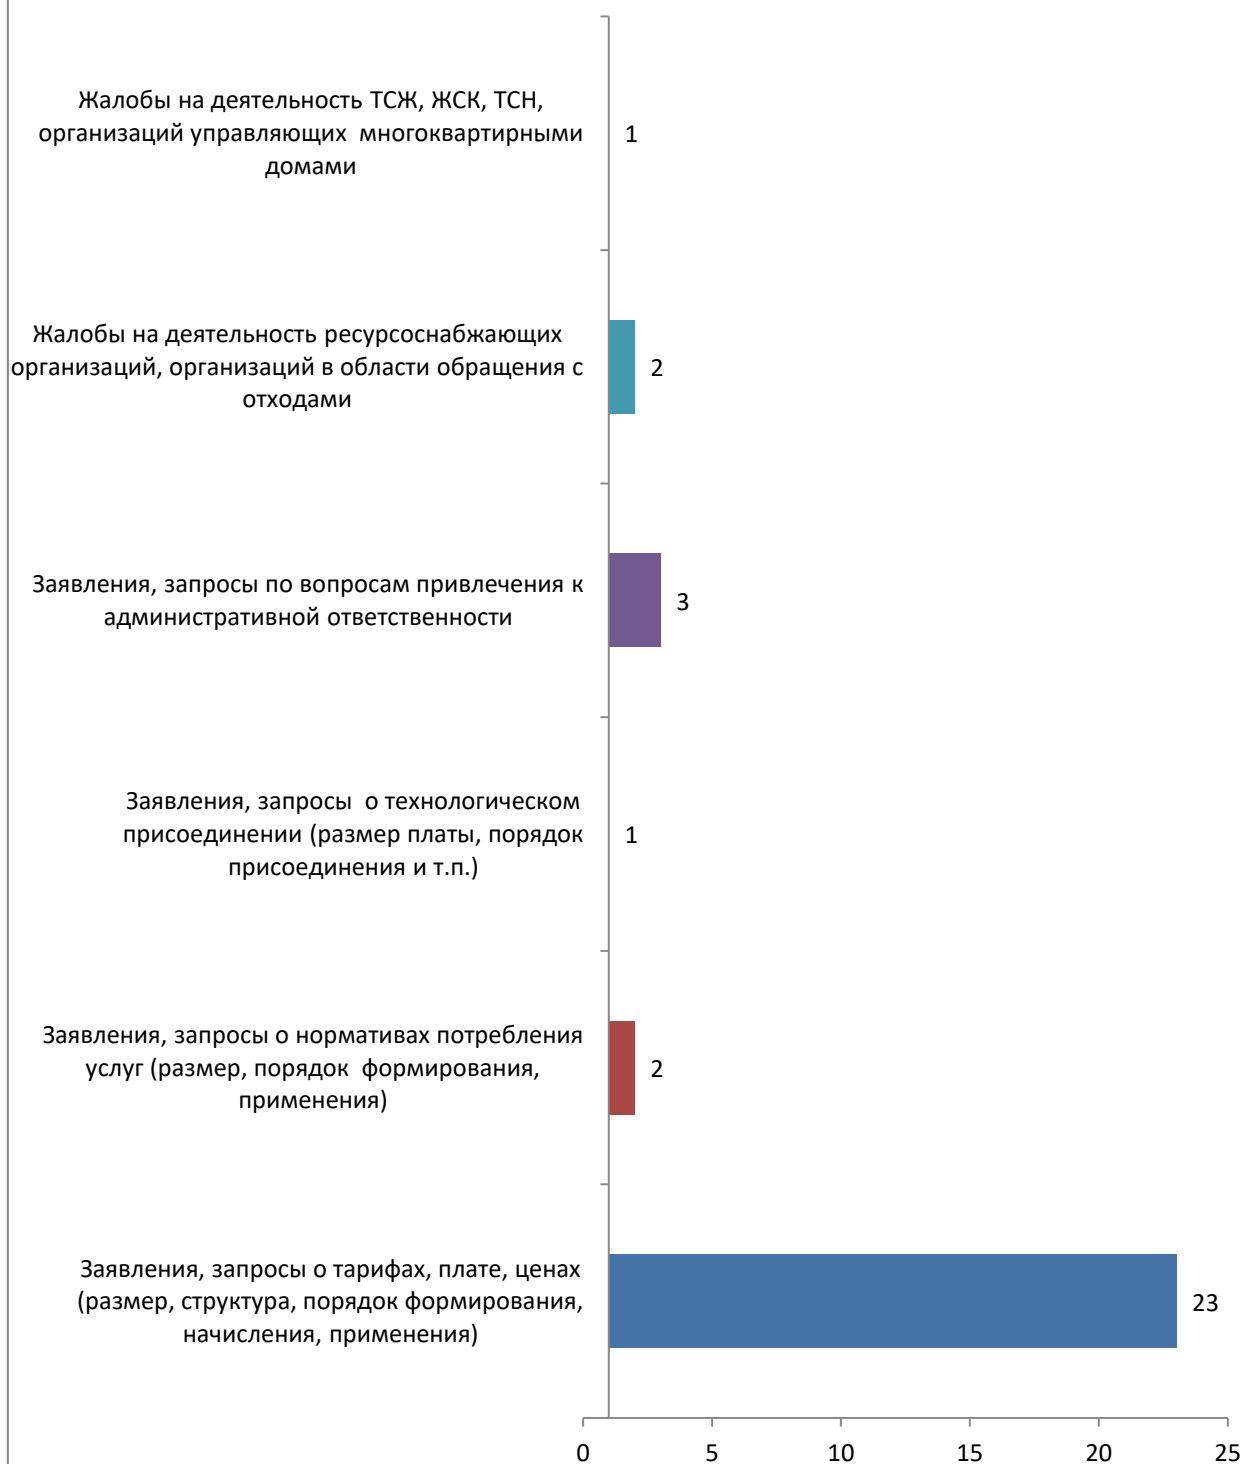 Жалобы на деятельность ТСЖ, ЖСК, ТСН,
организаций управляющих  многоквартирными
домами
1
Жалобы на деятельность ресурсоснабжающих
организаций, организаций в области обращения с
отходами
2
Заявления, запросы по вопросам привлечения к
административной ответственности
3
Заявления, запросы  о технологическом
присоединении (размер платы, порядок
присоединения и т.п.)
1
Заявления, запросы о нормативах потребления
услуг (размер, порядок  формирования,
применения)
2
Заявления, запросы о тарифах, плате, ценах
(размер, структура, порядок формирования,
начисления, применения)
23
0 5 10 15 20 25